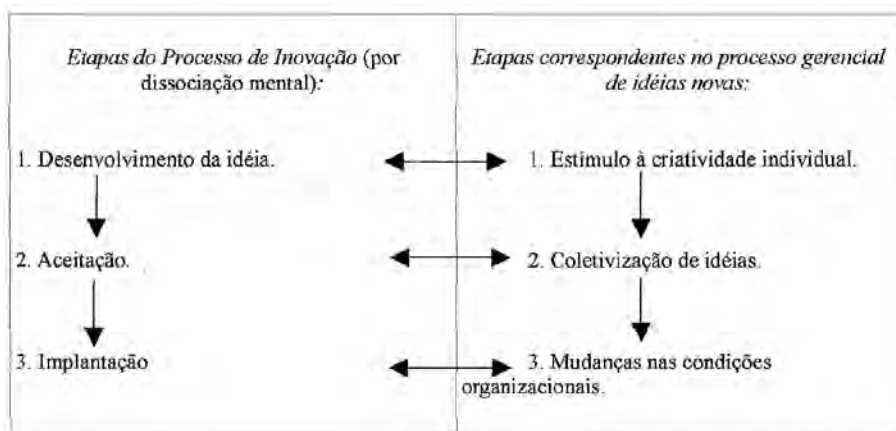 Etapas do Processo de Inovação (por
dissociação mental):
1. Desenvolvimento da idéia.
2. Aceitação.
3. Implantação
Etapas correspondentes no processo gerencial
de idéias novas:
1. Estímulo à criatividade individual.
2. Coletivização de idéias.
3. Mudanças nas condições
organizacionais.